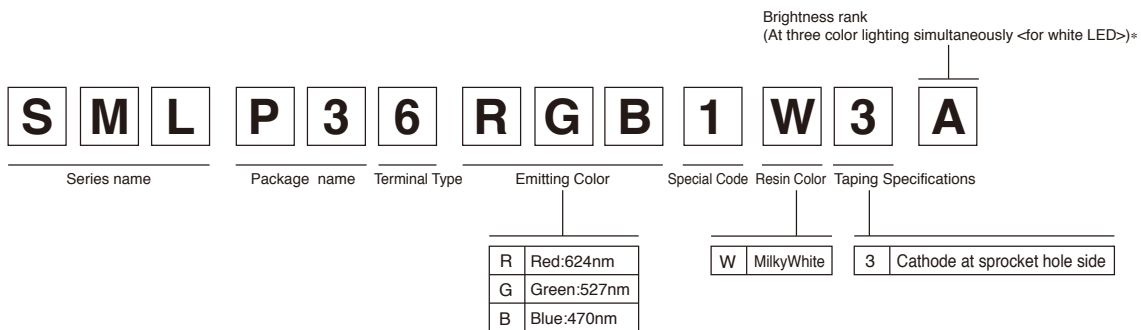 Brightness rank
(At three color lighting simultaneously <for white LED>)*
S M L P 3 6 R G B 1 W 3 A
Series name Package name Terminal Type Emitting Color Special Code Resin Color Taping Specifications
R Red:624nm
G Green:527nm
B Blue:470nm
W MilkyWhite
3 Cathode at sprocket hole side